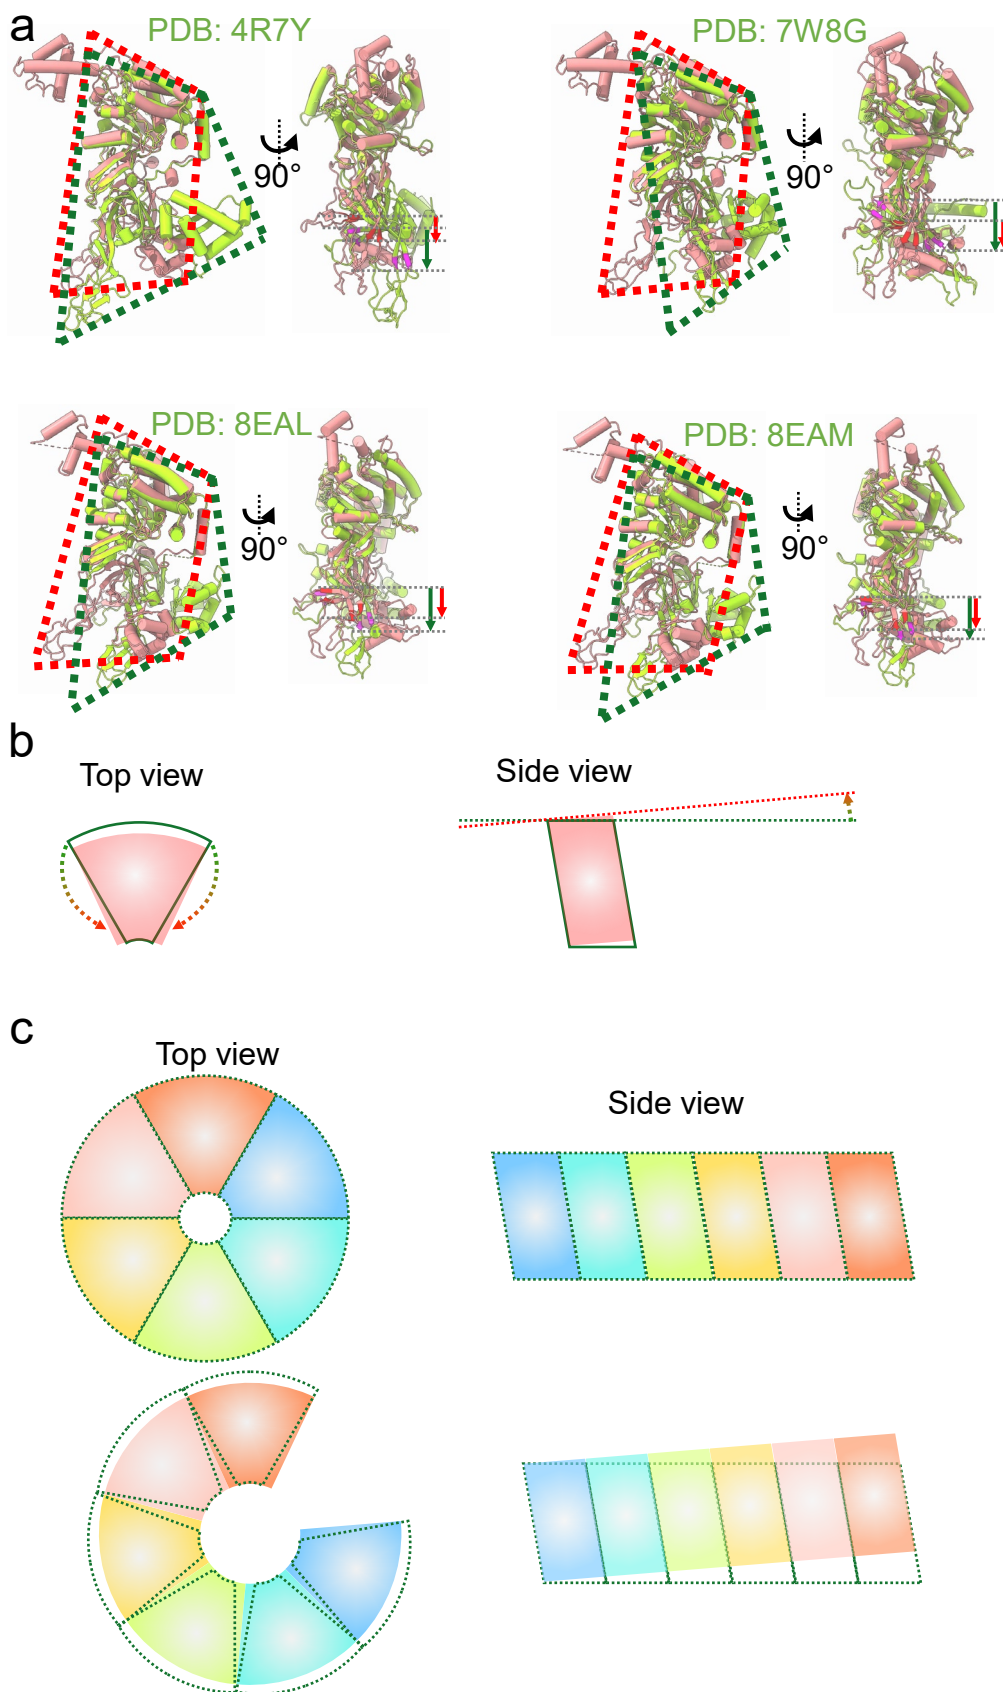 a
PDB: 4R7Y
PDB: 7W8G
90°
90°
PDB: 8EAL
PDB: 8EAM
90°
90°
b
Top view
Side view
c
Top view
Side view